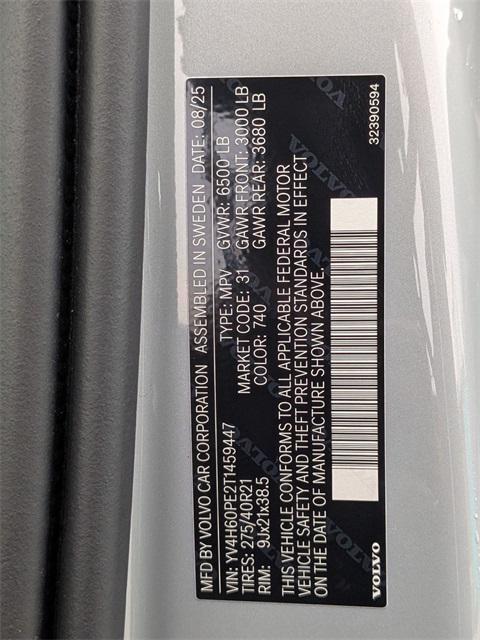 MFD BY VOLVO CAR CORPORATION ASSEMBLED IN SWEDEN DATE: 08/25
VIN: YV4H60PE2T1459447 TYPE: MPV GVWR: 6500 LB
TIRES: 275/40R21 MARKET CODE: 31 GAWR FRONT: 3000 LB
RIM: 9Jx21x38.5 COLOR: 740 GAWR REAR: 3680 LB
THIS VEHICLE CONFORMS TO ALL APPLICABLE FEDERAL MOTOR
VEHICLE SAFETY AND THEFT PREVENTION STANDARDS IN EFFECT
ON THE DATE OF MANUFACTURE SHOWN ABOVE.
VOLVO 32390594